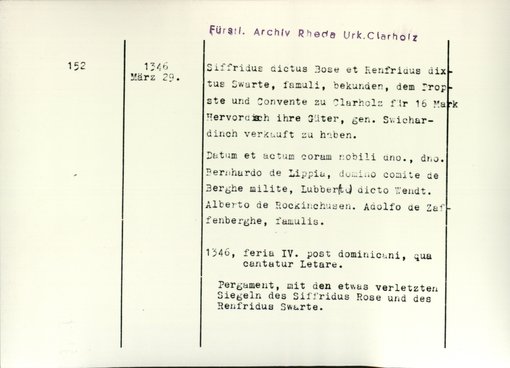 Fürstl. Archiv Rheda Urk.Clarholz
152
1346
März 29.
Siffridus dictus Bose et Renfridus dix-
tus Swarte, famuli, bekunden, dem Prop-
ste und Convente zu Clarholz für 16 Mark
Hervordisch ihre Güter, gen. Swichar-
dinch verkauft zu haben.
Datum et actum coram nobili dno., dno.
Bernhardo de Lippia, domino comite de
Berghe milite, Lubberto dicto Wendt.
Alberto de Rockinchusen. Adolfo de Zaf-
fenberghe, famulis.
1346, feria IV. post dominicani, qua
cantatur Letare.
Pergament, mit den etwas verletzten
Siegeln des Siffridus Rose und des
Renfridus Swarte.